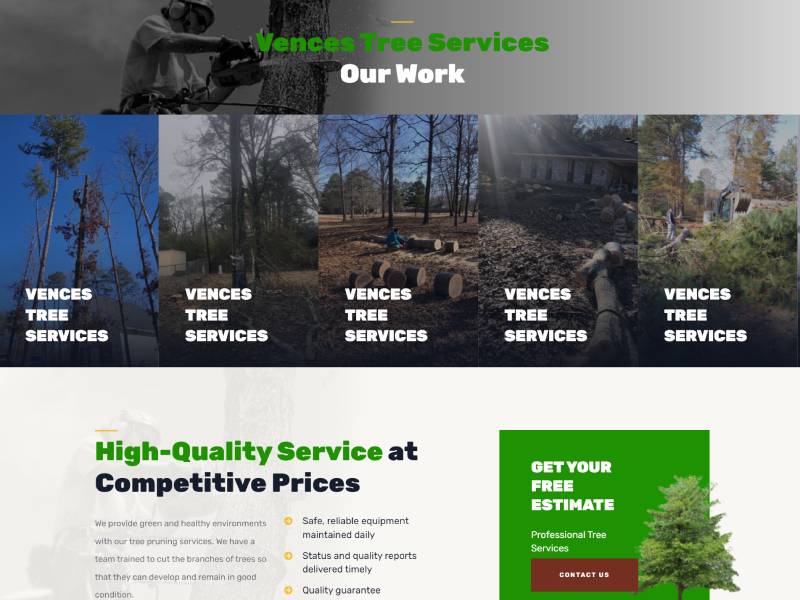 Vences Tree Services
Our Work
VENCES
TREE
SERVICES
VENCES
TREE
SERVICES
VENCES
TREE
SERVICES
VENCES
TREE
SERVICES
VENCES
TREE
SERVICES
High-Quality Service at
Competitive Prices
We provide green and healthy environments
with our tree pruning services. We have a
team trained to cut the branches of trees so
that they can develop and remain in good
condition.
Safe, reliable equipment
maintained daily
Status and quality reports
delivered timely
Quality guarantee
GET YOUR
FREE
ESTIMATE
Professional Tree
Services
CONTACT US